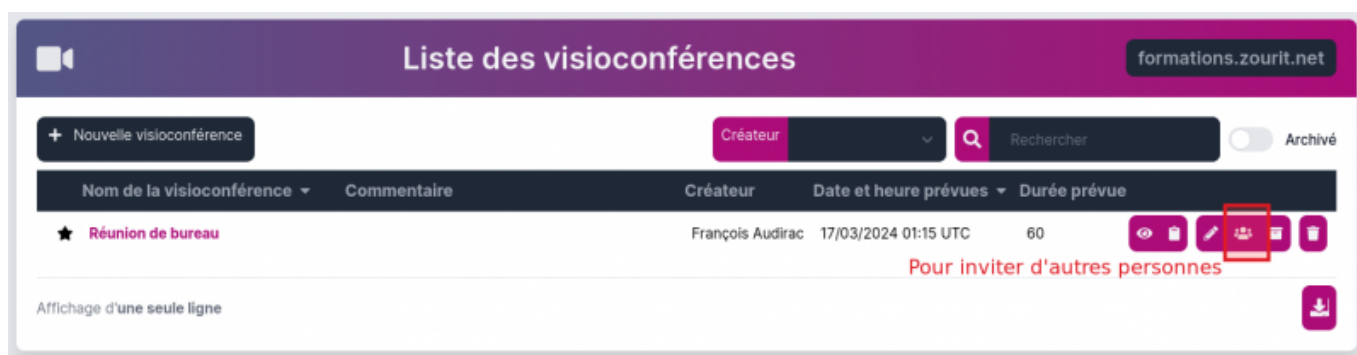 Liste des visioconférences
formations.zourit.net
+ Nouvelle visioconférence
Créateur
Rechercher
Archivé
Nom de la visioconférence Commentaire Créateur Date et heure prévues Durée prévue
Réunion de bureau François Audirac 17/03/2024 01:15 UTC 60
Pour inviter d'autres personnes
Affichage d'une seule ligne